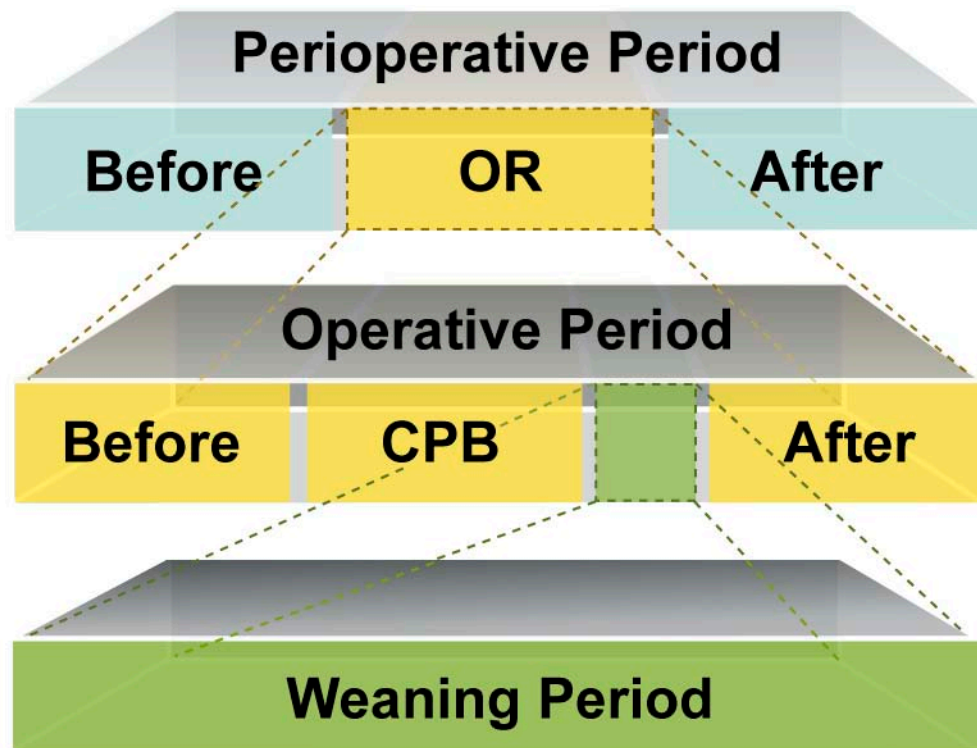 Perioperative Period
Before OR After
Operative Period
Before CPB After
Weaning Period